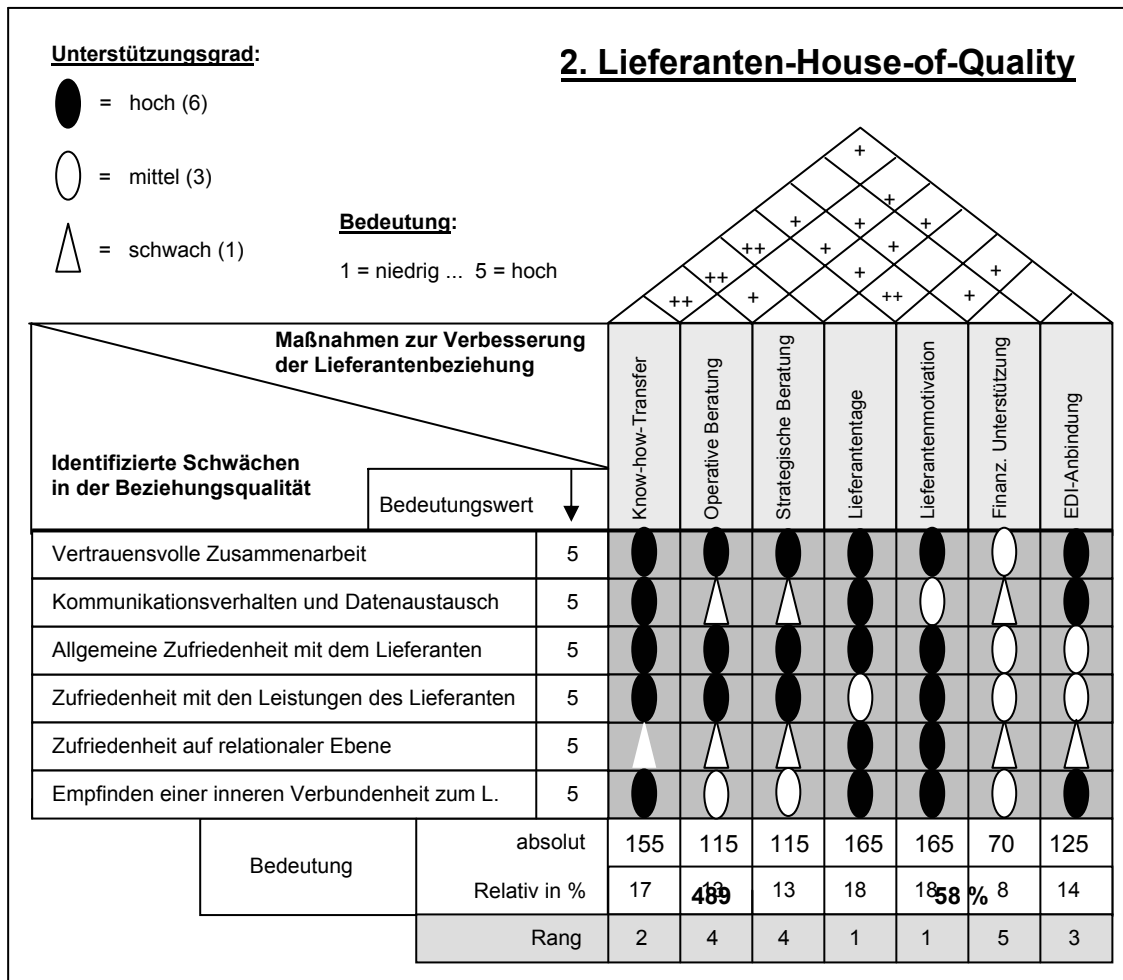 Unterstützungsgrad:
2. Lieferanten-House-of-Quality
= hoch (6)
= mittel (3)
= schwach (1)
Bedeutung:
1 = niedrig ... 5 = hoch
+
+
+ + +
++ + +
++ + +
++ + ++ +
Maßnahmen zur Verbesserung
der Lieferantenbeziehung
Identifizierte Schwächen
in der Beziehungsqualität
Bedeutungswert
Know-how-Transfer
Operative Beratung
Strategische Beratung
Lieferantentage
Lieferantenmotivation
Finanz. Unterstützung
EDI-Anbindung
Vertrauensvolle Zusammenarbeit 5
Kommunikationsverhalten und Datenaustausch 5
Allgemeine Zufriedenheit mit dem Lieferanten 5
Zufriedenheit mit den Leistungen des Lieferanten 5
Zufriedenheit auf relationaler Ebene 5
Empfinden einer inneren Verbundenheit zum L. 5
Bedeutung
absolut 155 115 115 165 165 70 125
Relativ in % 17 13 13 18 18 8 14
489 58 %
Rang 2 4 4 1 1 5 3